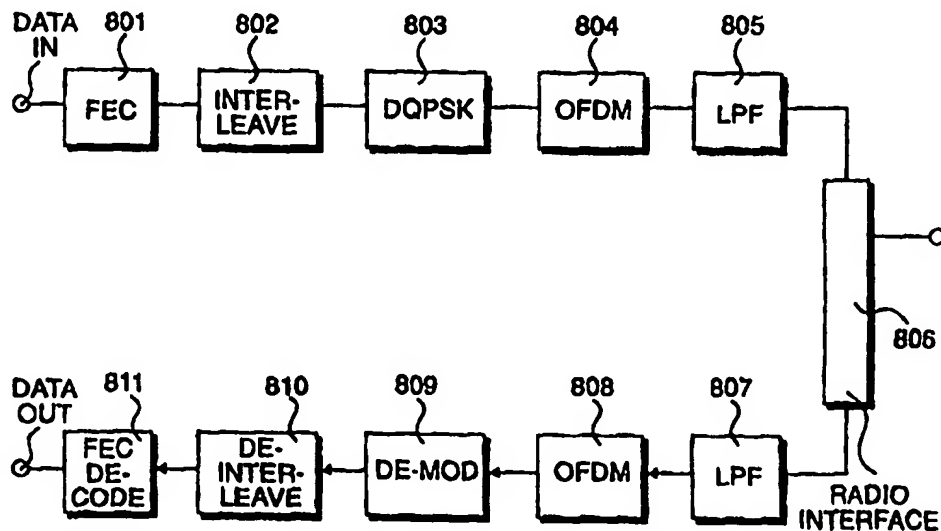 DATA
IN
801
802
803
804
805
FEC
INTER-
LEAVE
DQPSK
OFDM
LPF
806
DATA
OUT
811
810
809
808
807
FEC
DE-
CODE
DE-
INTER-
LEAVE
DE-MOD
OFDM
LPF
RADIO
INTERFACE